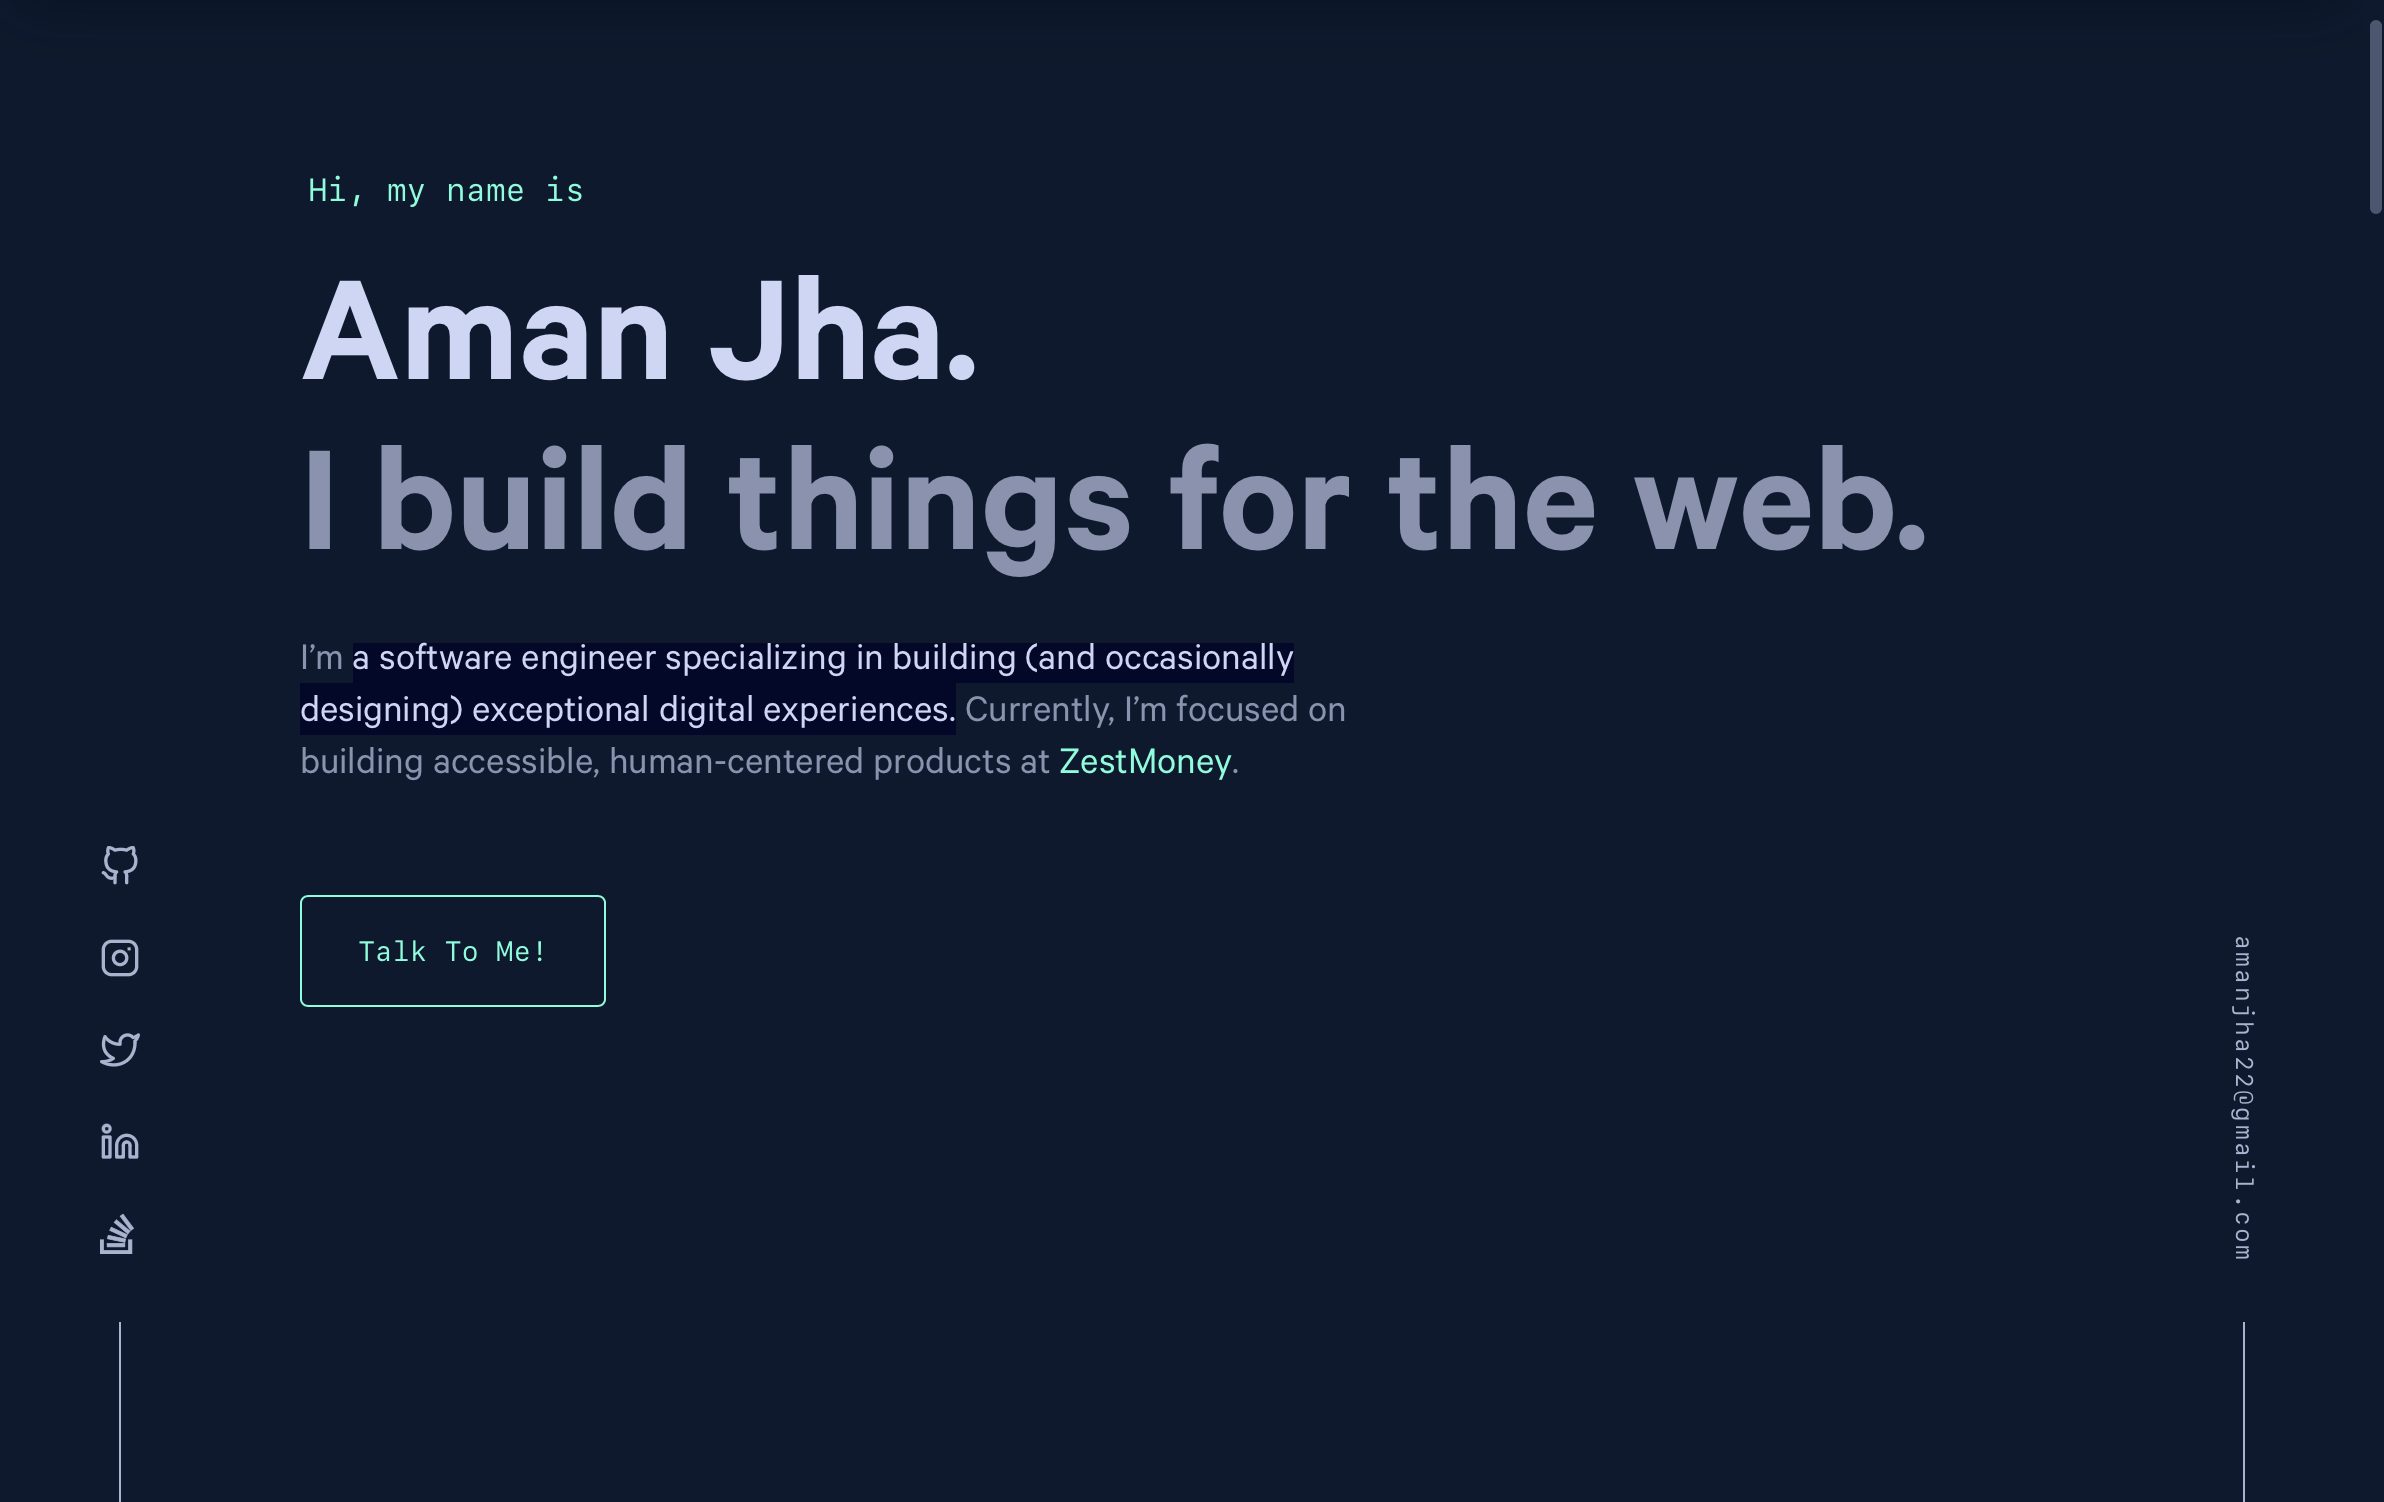 Hi, my name is
Aman Jha.
I build things for the web.
I’m a software engineer specializing in building (and occasionally
designing) exceptional digital experiences. Currently, I’m focused on
building accessible, human-centered products at ZestMoney.
Talk To Me!
amanjha22@gmail.com